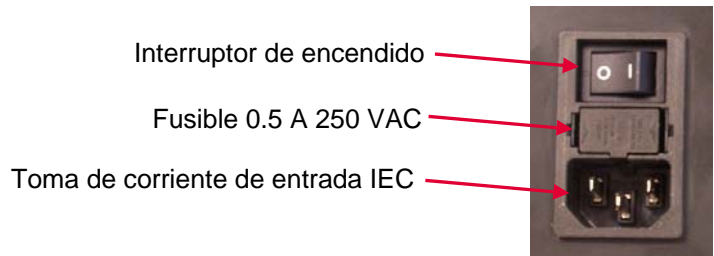 Interruptor de encendido
Fusible 0.5 A 250 VAC
Toma de corriente de entrada IEC